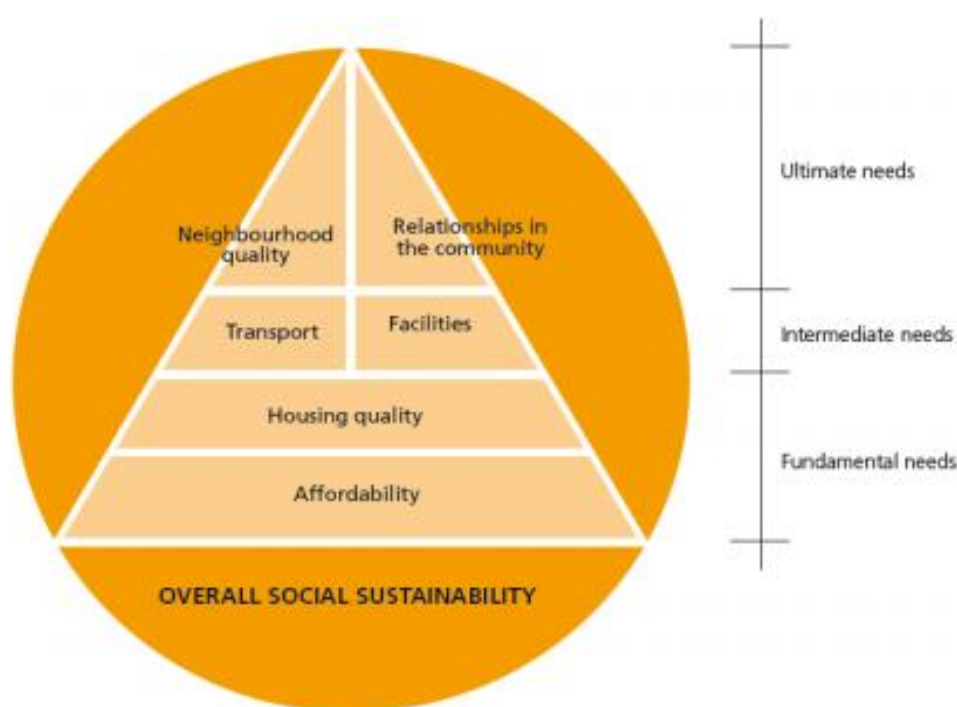 Ultimate needs
Neighbourhood
quality
Relationships in
the community
Transport
Facilities
Intermediate needs
Housing quality
Fundamental needs
Affordability
OVERALL SOCIAL SUSTAINABILITY